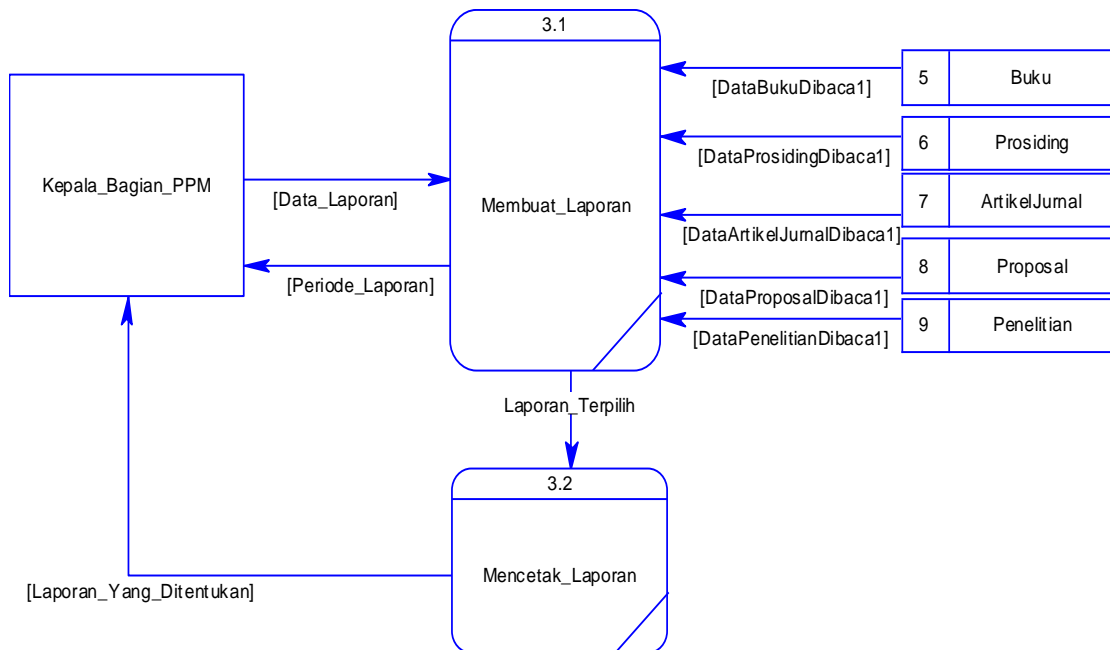 3.1
[DataBukuDibaca1]
5
Buku
[DataProsidingDibaca1]
6
Prosiding
Kepala_Bagian_PPM
[Data_Laporan]
Membuat_Laporan
[DataArtikelJurnalDibaca1]
7
ArtikelJurnal
[Periode_Laporan]
[DataProposalDibaca1]
8
Proposal
[DataPenelitianDibaca1]
9
Penelitian
Laporan_Terpilih
3.2
Mencetak_Laporan
[Laporan_Yang_Ditentukan]